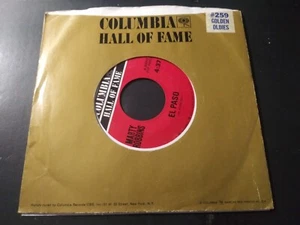 COLUMBIA
HALL OF FAME
#259
GOLDEN
OLDIES
COLUMBIA
HALL OF FAME
EL PASO
MARTY
ROBBINS